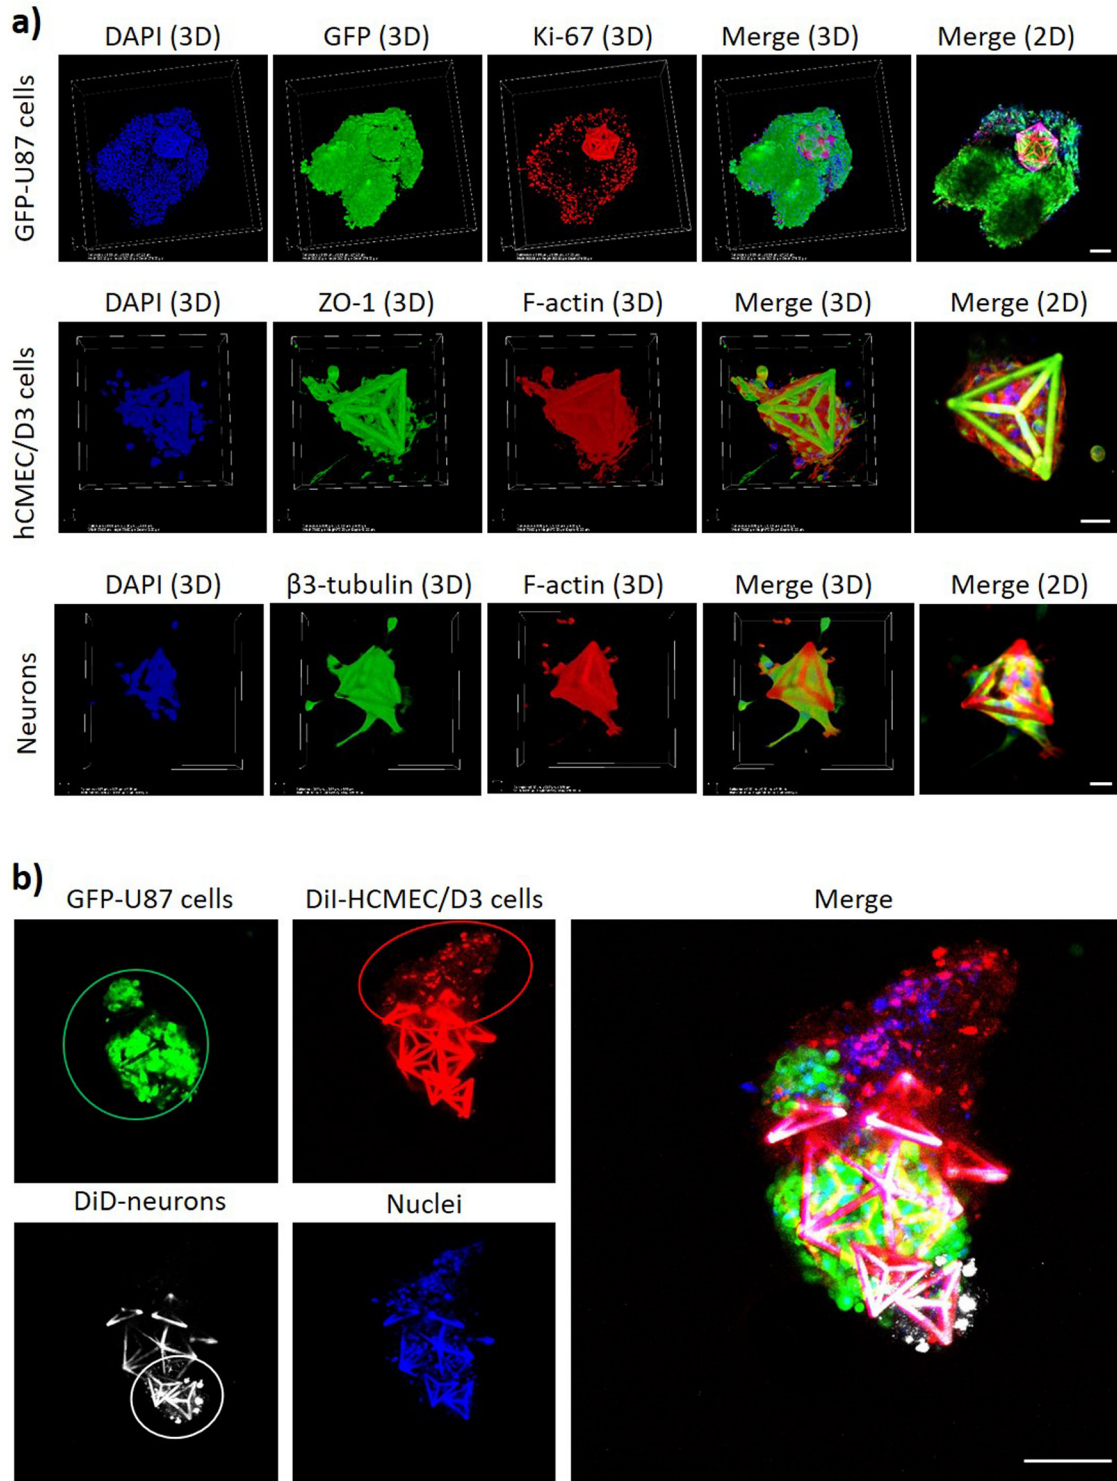 a)
DAPI (3D) GFP (3D) Ki-67 (3D) Merge (3D) Merge (2D)
GFP-U87 cells
DAPI (3D) ZO-1 (3D) F-actin (3D) Merge (3D) Merge (2D)
hCMEC/D3 cells
DAPI (3D) β3-tubulin (3D) F-actin (3D) Merge (3D) Merge (2D)
Neurons
b)
GFP-U87 cells DiI-HCMEC/D3 cells Merge
DiD-neurons Nuclei